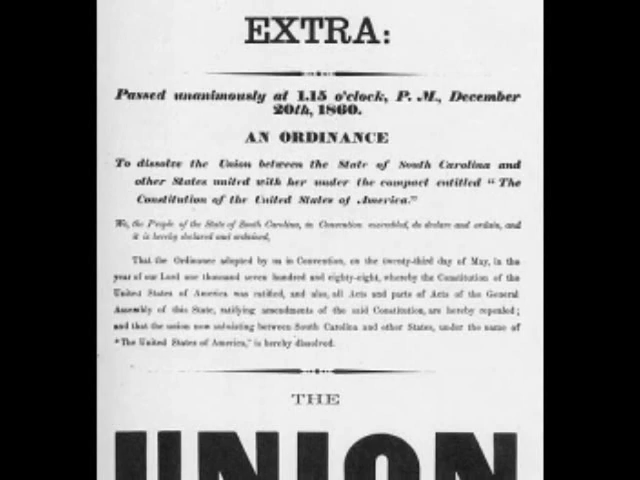 EXTRA:
Passed unanimously at 1.15 o'clock, P. M., December
20th, 1860.
AN ORDINANCE
To dissolve the Union between the State of South Carolina and
other States united with her under the compact entitled "The
Constitution of the United States of America."
We, the People of the State of South Carolina, in Convention assembled, do declare and ordain, and
it is hereby declared and ordained,
That the Ordinance adopted by us in Convention, on the twenty-third day of May, in the
year of our Lord one thousand seven hundred and eighty-eight, whereby the Constitution of the
United States of America was ratified, and also, all Acts and parts of Acts of the General
Assembly of this State, ratifying amendments of the said Constitution, are hereby repealed;
and that the union now subsisting between South Carolina and other States, under the name of
"The United States of America," is hereby dissolved.
THE
UNION